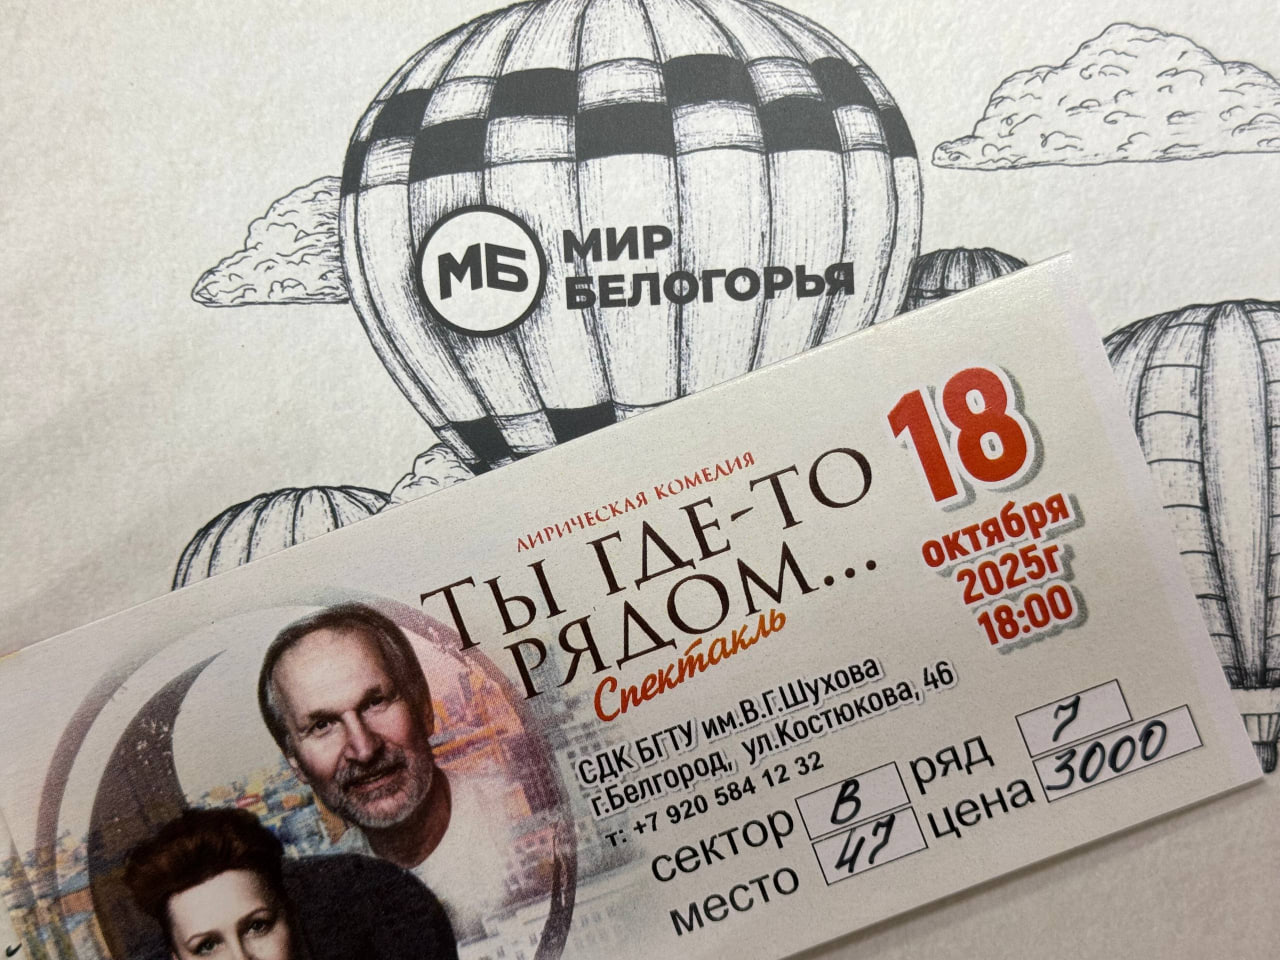 МБ
МИР
БЕЛОГОРЬЯ
ЛИРИЧЕСКАЯ КОМЕДИЯ
ТЫ ГДЕ-ТО
РЯДОМ...
Спектакль
18
октября
2025г
18:00
СДК БГТУ им.В.Г.Шухова
г.Белгород, ул.Костюкова, 46
т: +7 920 584 12 32
сектор В ряд 7
место 47 цена 3000